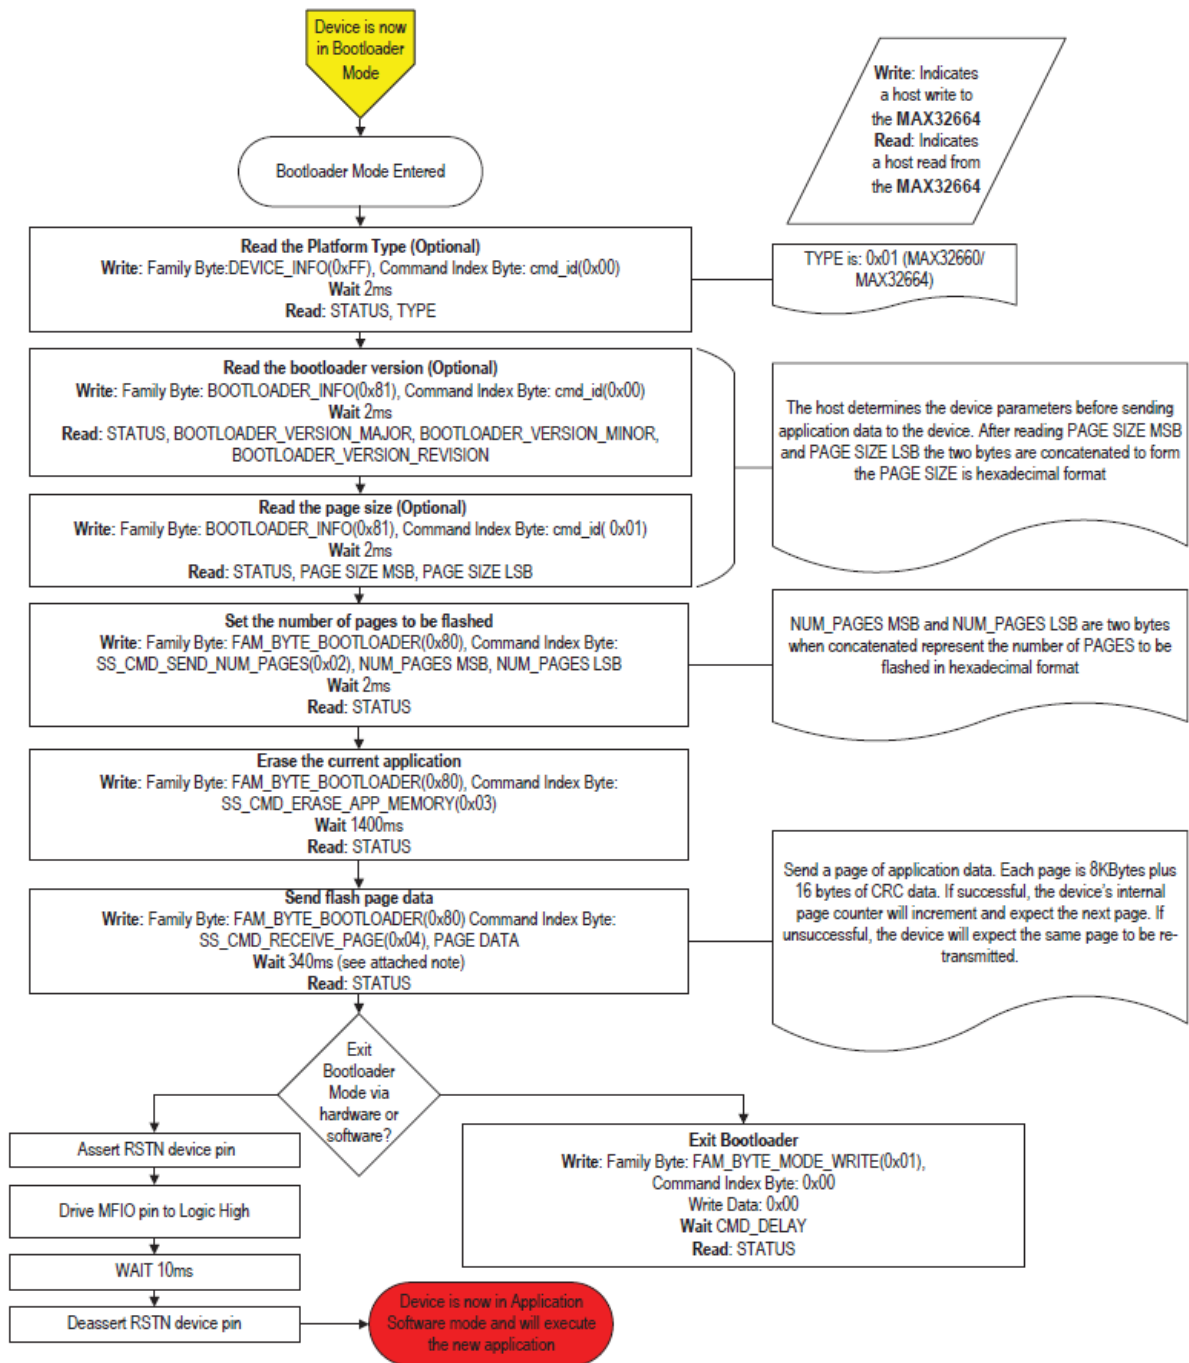 Device is now
in Bootloader
Mode
Write: Indicates
a host write to
the MAX32664
Read: Indicates
a host read from
the MAX32664
Bootloader Mode Entered
Read the Platform Type (Optional)
Write: Family Byte:DEVICE_INFO(0xFF), Command Index Byte: cmd_id(0x00)
Wait 2ms
Read: STATUS, TYPE
TYPE is: 0x01 (MAX32660/
MAX32664)
Read the bootloader version (Optional)
Write: Family Byte: BOOTLOADER_INFO(0x81), Command Index Byte: cmd_id(0x00)
Wait 2ms
Read: STATUS, BOOTLOADER_VERSION_MAJOR, BOOTLOADER_VERSION_MINOR,
BOOTLOADER_VERSION_REVISION
The host determines the device parameters before sending
application data to the device. After reading PAGE SIZE MSB
and PAGE SIZE LSB the two bytes are concatenated to form
the PAGE SIZE is hexadecimal format
Read the page size (Optional)
Write: Family Byte: BOOTLOADER_INFO(0x81), Command Index Byte: cmd_id( 0x01)
Wait 2ms
Read: STATUS, PAGE SIZE MSB, PAGE SIZE LSB
Set the number of pages to be flashed
Write: Family Byte: FAM_BYTE_BOOTLOADER(0x80), Command Index Byte:
SS_CMD_SEND_NUM_PAGES(0x02), NUM_PAGES MSB, NUM_PAGES LSB
Wait 2ms
Read: STATUS
NUM_PAGES MSB and NUM_PAGES LSB are two bytes
when concatenated represent the number of PAGES to be
flashed in hexadecimal format
Erase the current application
Write: Family Byte: FAM_BYTE_BOOTLOADER(0x80), Command Index Byte:
SS_CMD_ERASE_APP_MEMORY(0x03)
Wait 1400ms
Read: STATUS
Send flash page data
Write: Family Byte: FAM_BYTE_BOOTLOADER(0x80) Command Index Byte:
SS_CMD_RECEIVE_PAGE(0x04), PAGE DATA
Wait 340ms (see attached note)
Read: STATUS
Send a page of application data. Each page is 8KBytes plus
16 bytes of CRC data. If successful, the device's internal
page counter will increment and expect the next page. If
unsuccessful, the device will expect the same page to be re-
transmitted.
Exit
Bootloader
Mode via
hardware or
software?
Assert RSTN device pin
Drive MFIO pin to Logic High
WAIT 10ms
Deassert RSTN device pin
Exit Bootloader
Write: Family Byte: FAM_BYTE_MODE_WRITE(0x01),
Command Index Byte: 0x00
Write Data: 0x00
Wait CMD_DELAY
Read: STATUS
Device is now in Application
Software mode and will execute
the new application